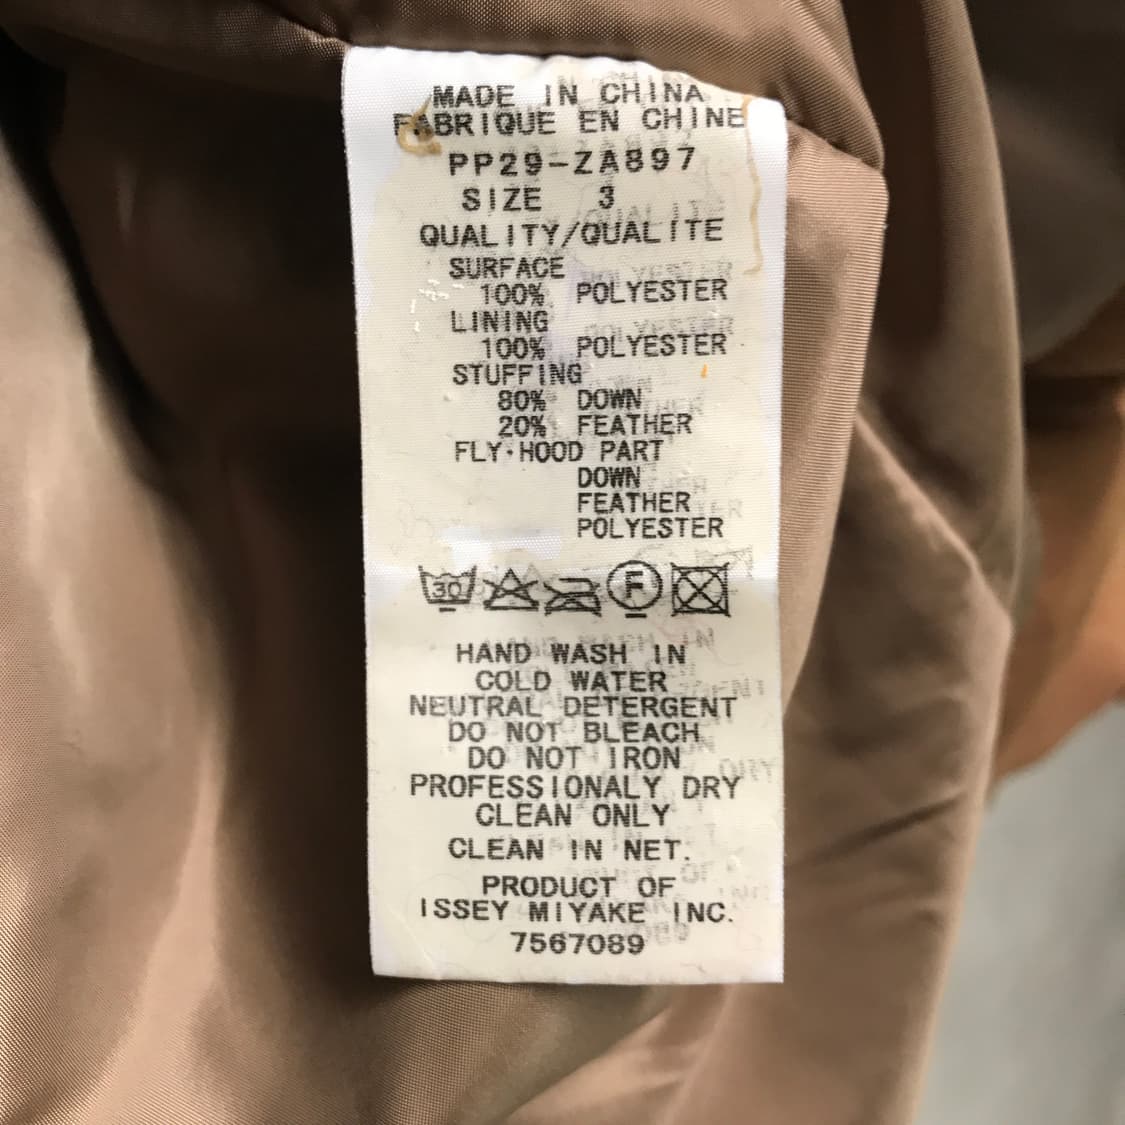 MADE IN CHINA
FABRIQUE EN CHINE
PP29-ZA897
SIZE 3
QUALITY/QUALITE
SURFACE
100% POLYESTER
LINING
100% POLYESTER
STUFFING
80% DOWN
20% FEATHER
FLY·HOOD PART
DOWN
FEATHER
POLYESTER
30 F
HAND WASH IN
COLD WATER
NEUTRAL DETERGENT
DO NOT BLEACH
DO NOT IRON
PROFESSIONALY DRY
CLEAN ONLY
CLEAN IN NET.
PRODUCT OF
ISSEY MIYAKE INC.
7567089